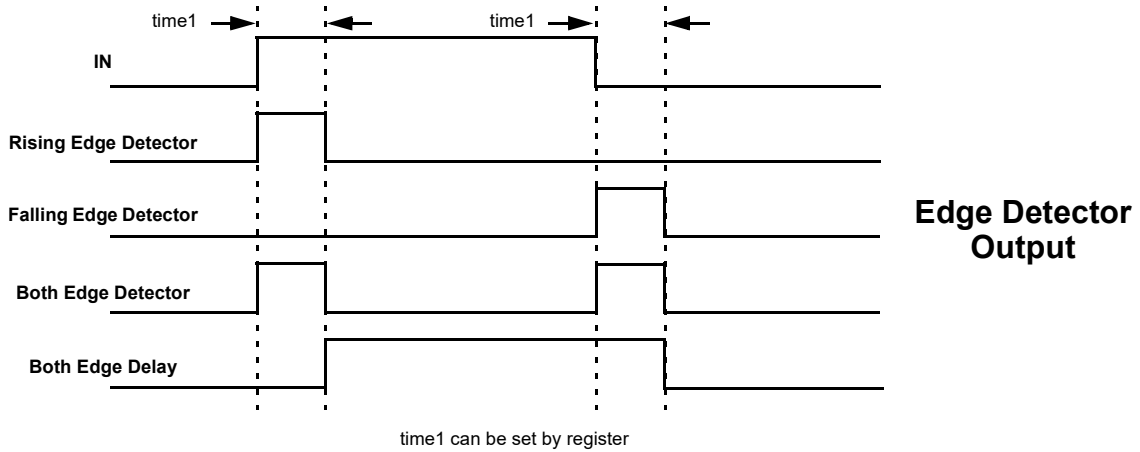 time1
time1
IN
Rising Edge Detector
Falling Edge Detector
Edge Detector
Output
Both Edge Detector
Both Edge Delay
time1 can be set by register